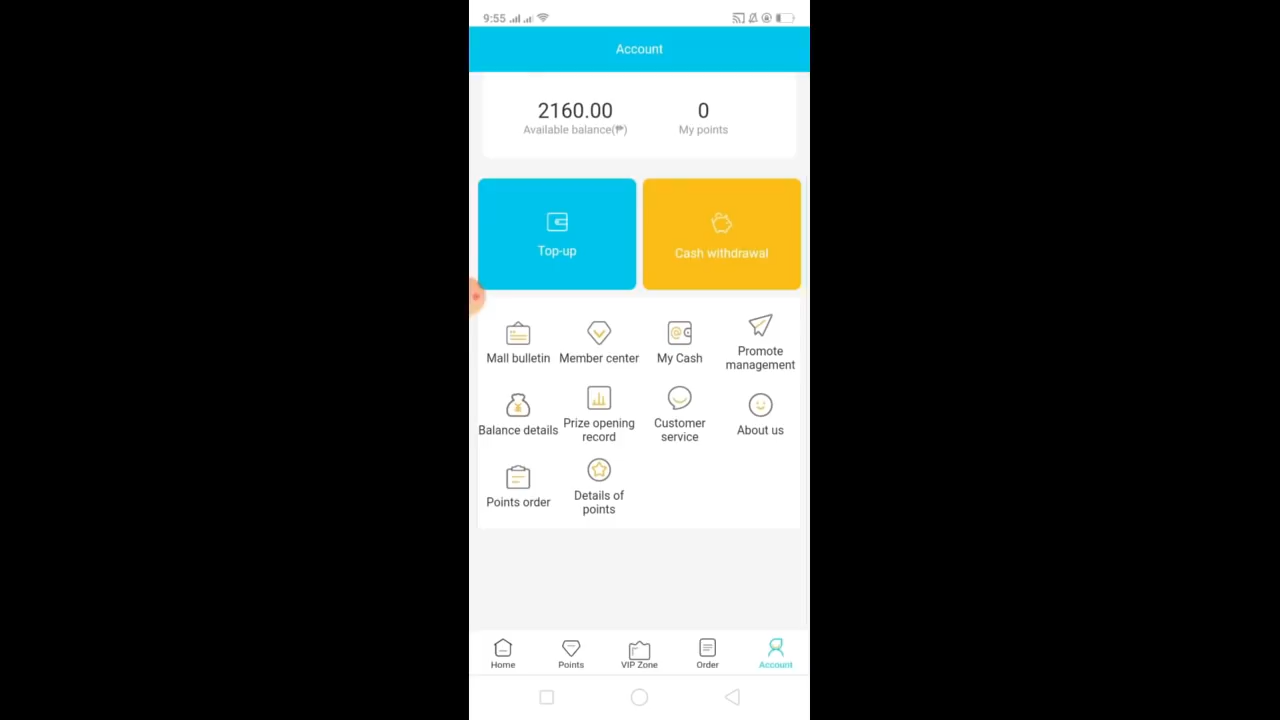 9:55
Account
2160.00
0
Available balance(₱)
My points
Top-up
Cash withdrawal
Mall bulletin
Member center
My Cash
Promote
management
Balance details
Prize opening
record
Customer
service
About us
Points order
Details of
points
Home
Points
VIP Zone
Order
Account